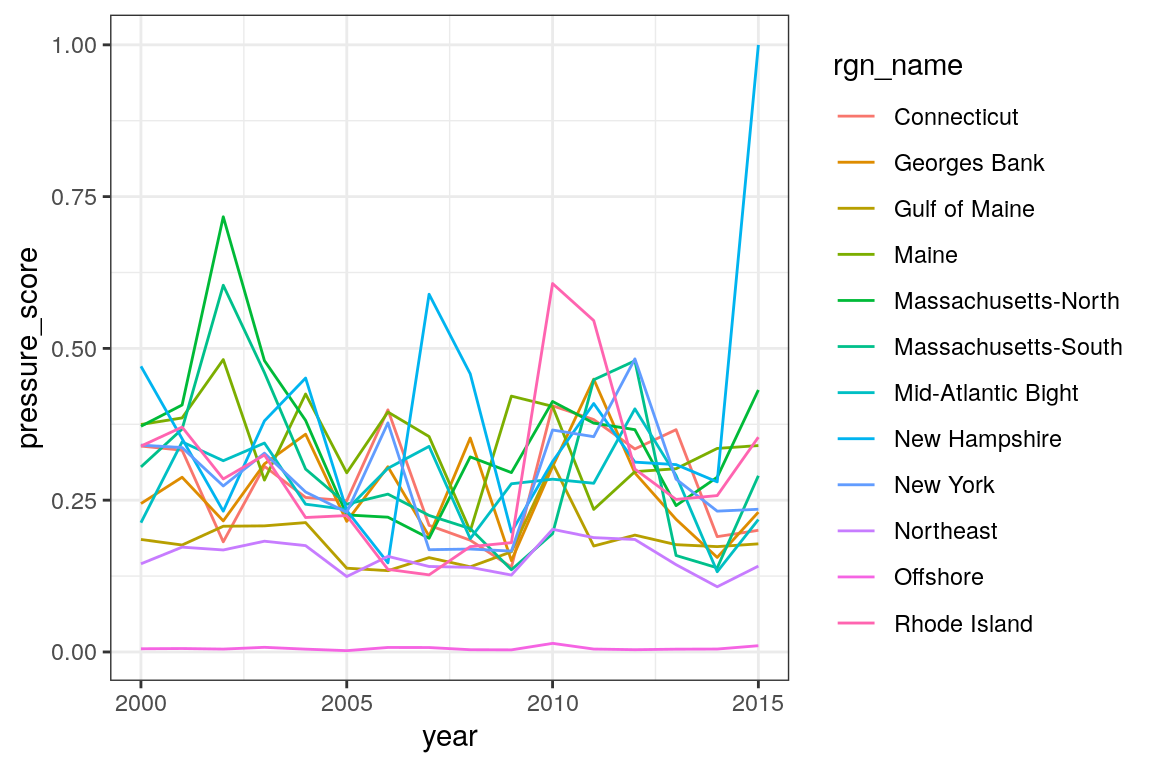 1.00
0.75
0.50
0.25
0.00
pressure_score
2000
2005
2010
2015
year
rgn_name
Connecticut
Georges Bank
Gulf of Maine
Maine
Massachusetts-North
Massachusetts-South
Mid-Atlantic Bight
New Hampshire
New York
Northeast
Offshore
Rhode Island